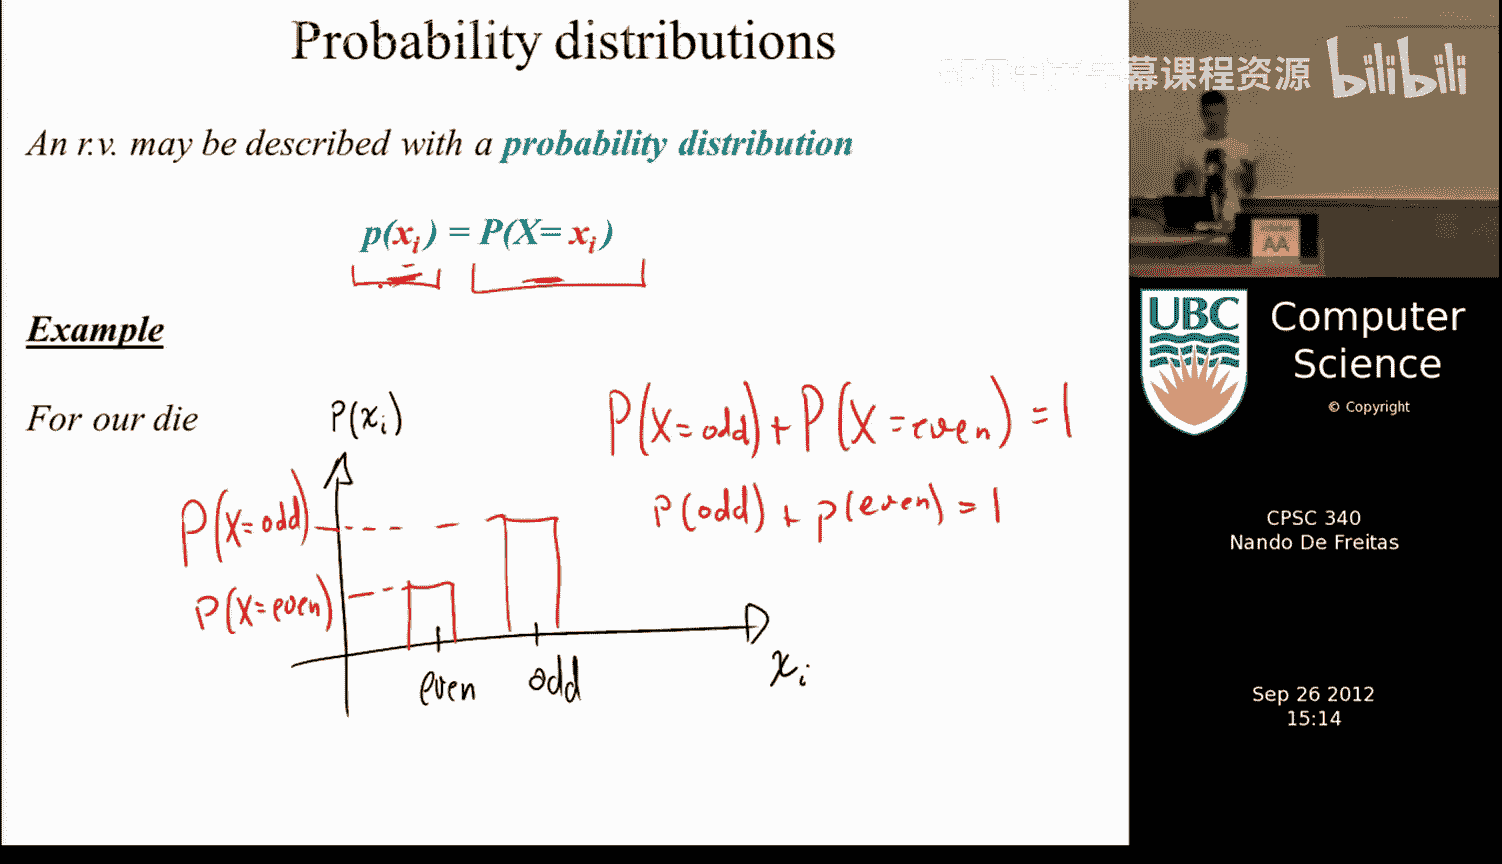 Probability distributions
幕课程资源 bilibili
An r.v. may be described with a probability distribution
p(xᵢ) = P(X= xᵢ)
Example
For our die
P(xᵢ)
P(X=odd)+P(X=even)=1
P(odd)+p(even)=1
P(X=odd)
P(X=even)
even odd
xᵢ
AA
UBC
Computer
Science
© Copyright
CPSC 340
Nando De Freitas
Sep 26 2012
15:14